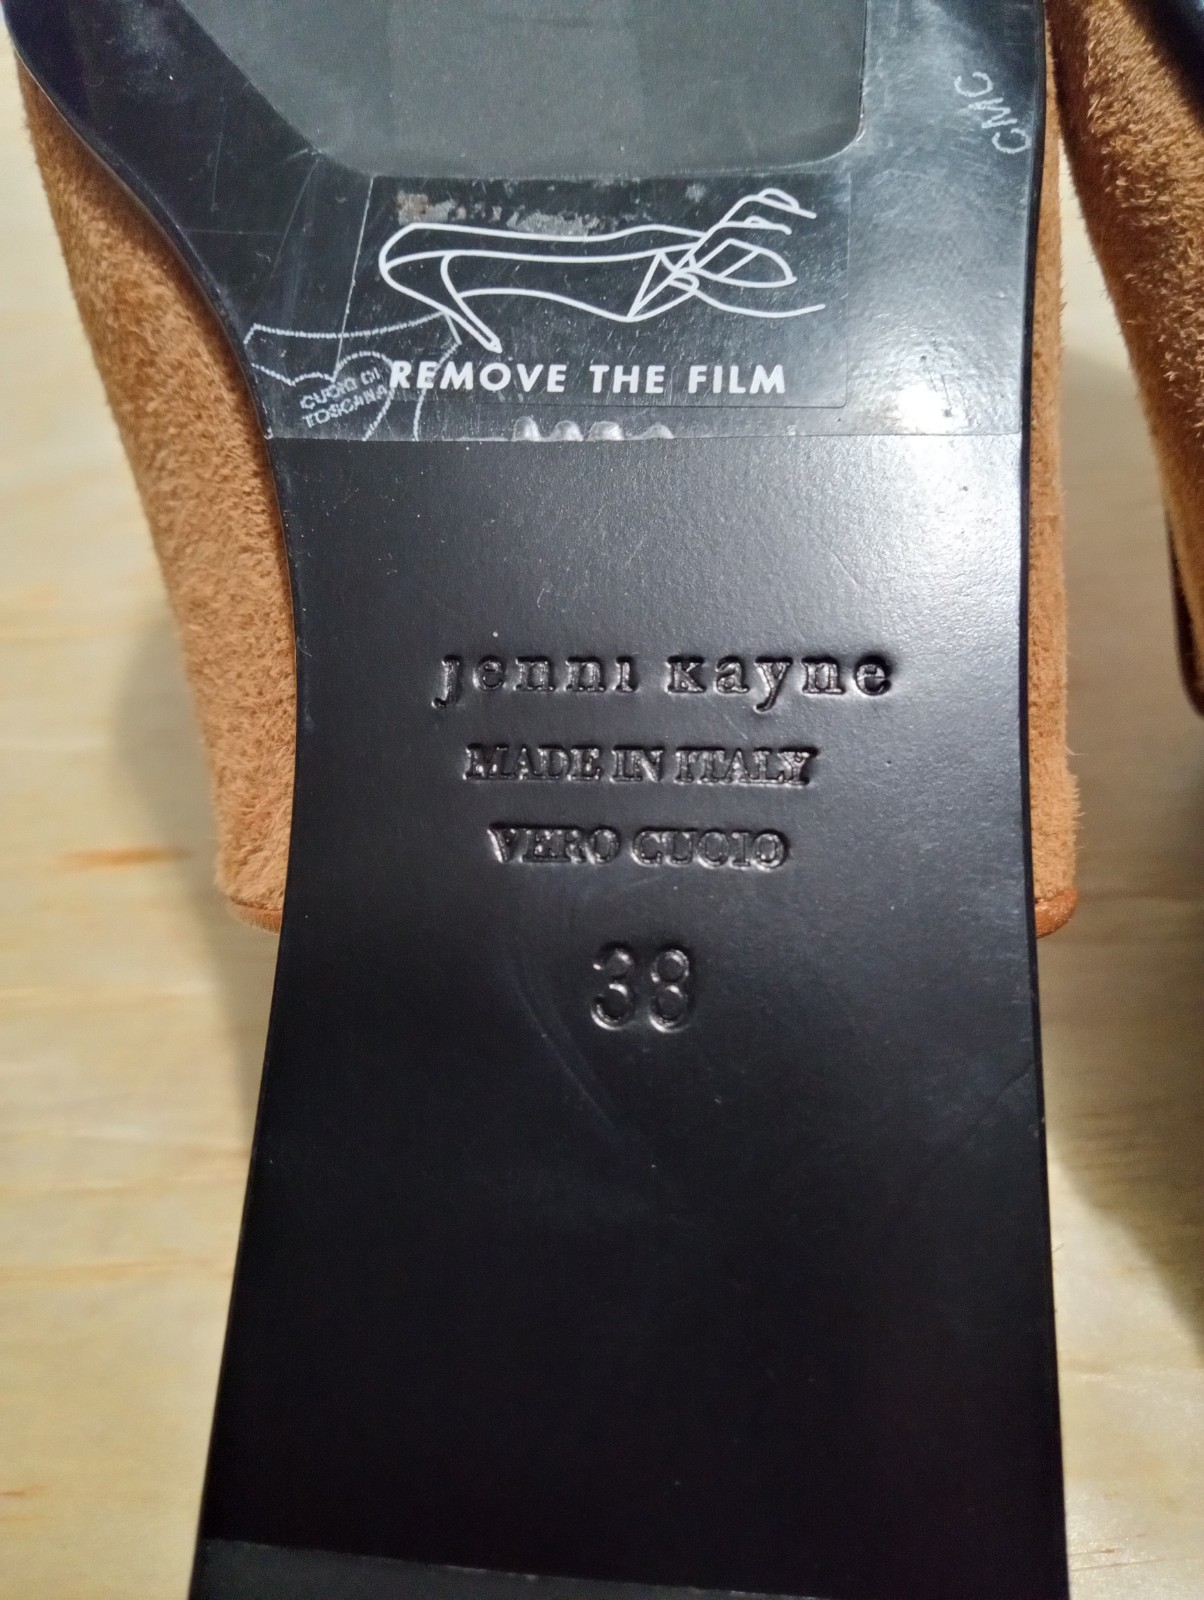 CMC
REMOVE THE FILM
CUOIO DI
TOSCANA
jenni kayne
MADE IN ITALY
VERO CUOIO
38